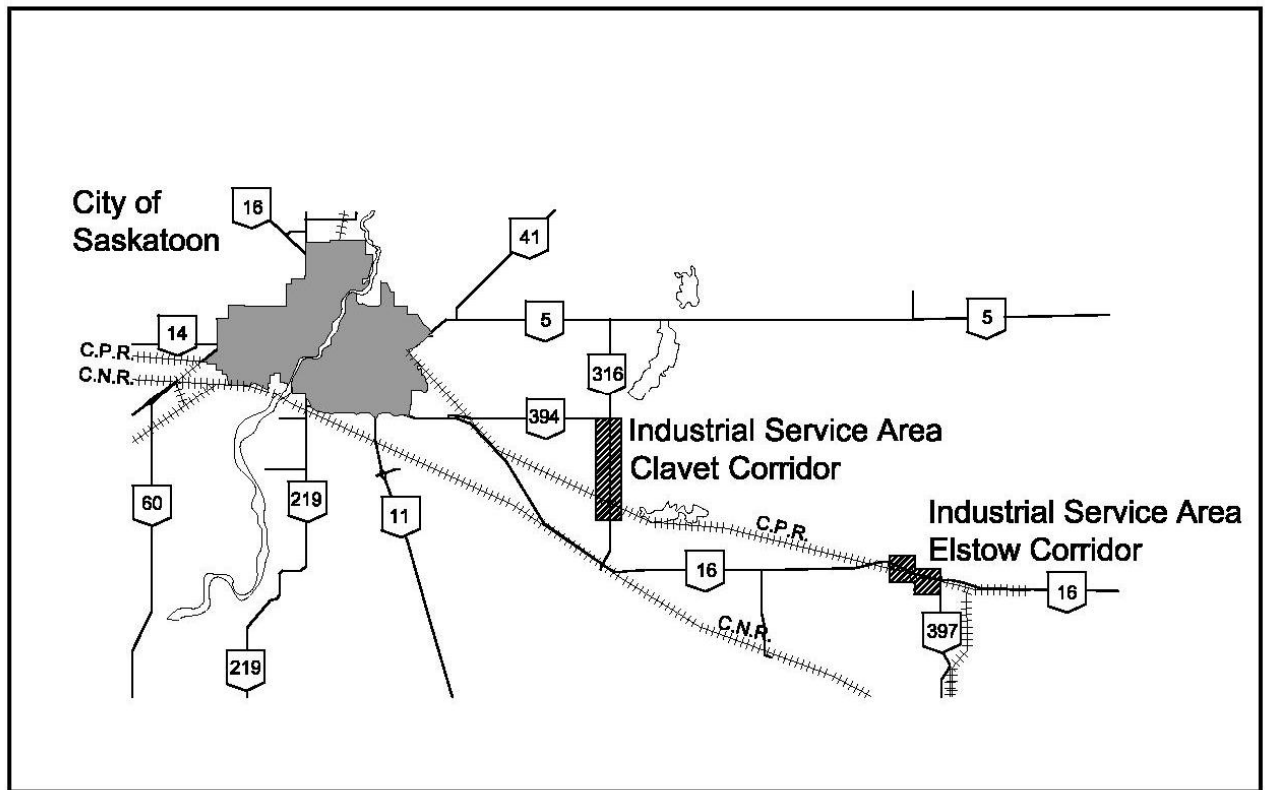 City of
Saskatoon
16
41
5
5
14
C.P.R.
C.N.R.
316
394
Industrial Service Area
Clavet Corridor
60
219
11
C.P.R.
Industrial Service Area
Elstow Corridor
16
16
C.N.R.
397
219